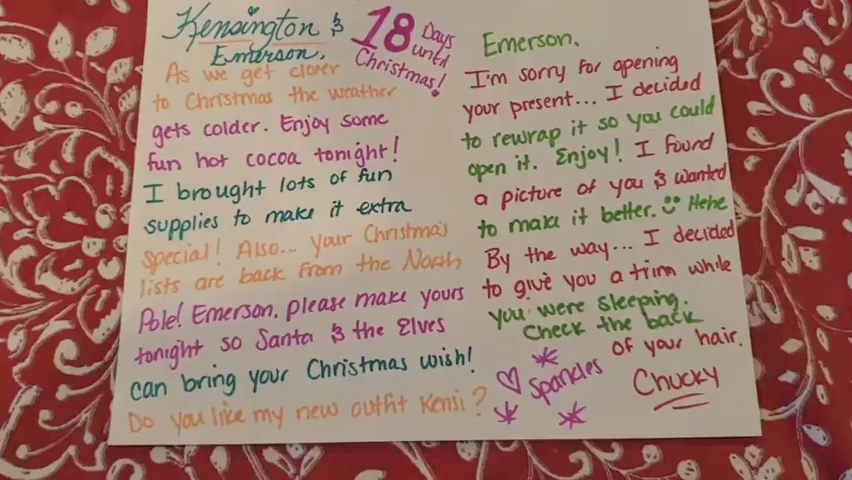 Kensington &
Emerson,
18 Days
until
Christmas!
As we get closer
to Christmas the weather
gets colder. Enjoy some
fun hot cocoa tonight!
I brought lots of fun
supplies to make it extra
special! Also... your Christmas
lists are back from the North
Pole! Emerson, please make yours
tonight so Santa & the Elves
can bring your Christmas wish!
Do you like my new outfit Kensi?
Sparkles
Emerson,
I'm sorry for opening
your present... I decided
to rewrap it so you could
open it. Enjoy! I found
a picture of you & wanted
to make it better. Hehe
By the way... I decided
to give you a trim while
you were sleeping.
Check the back
of your hair.
Chucky